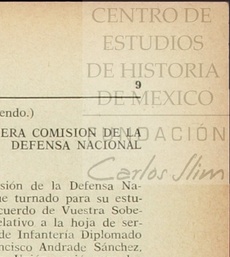 CENTRO DE
ESTUDIOS
DE HISTORIA
DE MEXICO
9
endo.)
ERA COMISION DE LA
FUNDACIÓN
DEFENSA NACIONAL
Carlos Slim
sión de la Defensa Na-
ue turnado para su estu-
cuerdo de Vuestra Sobe-
elativo a la hoja de ser-
de Infantería Diplomado
ncisco Andrade Sánchez,